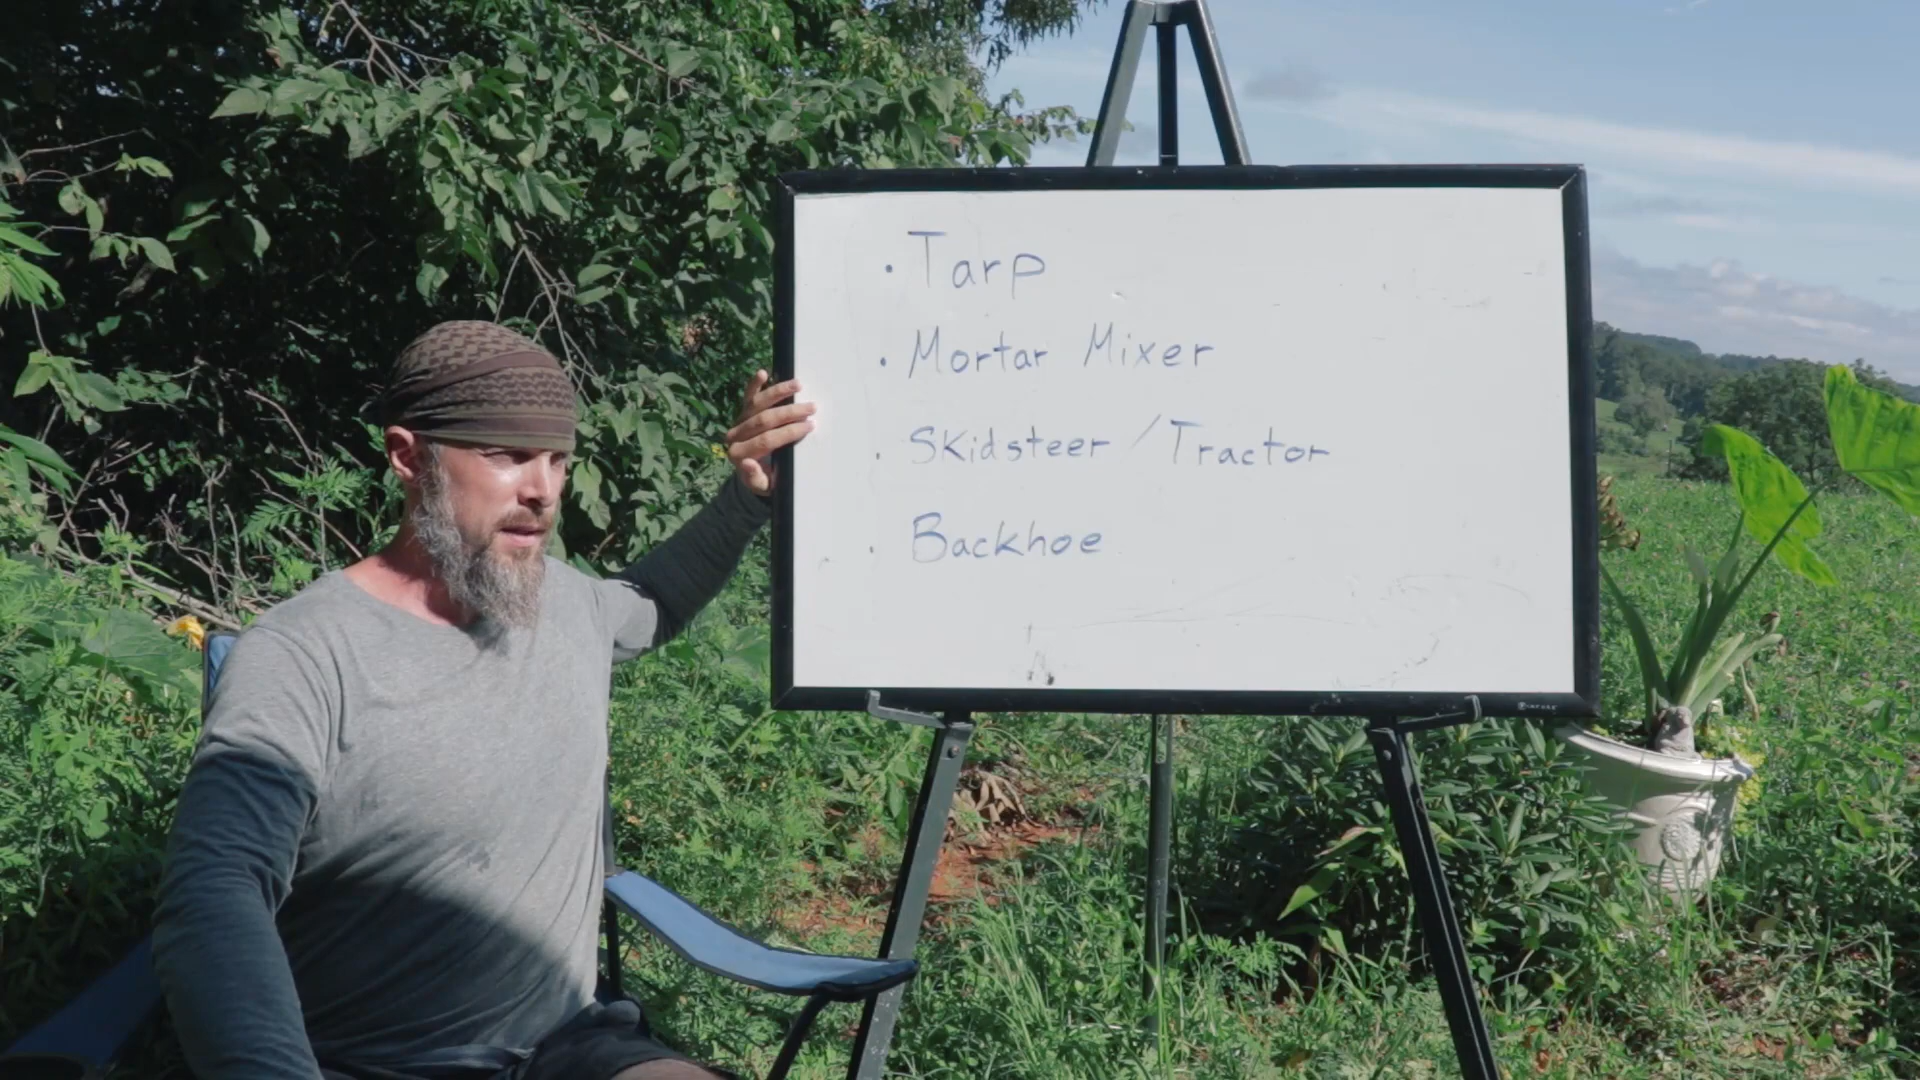 · Tarp
· Mortar Mixer
· Skidsteer / Tractor
· Backhoe